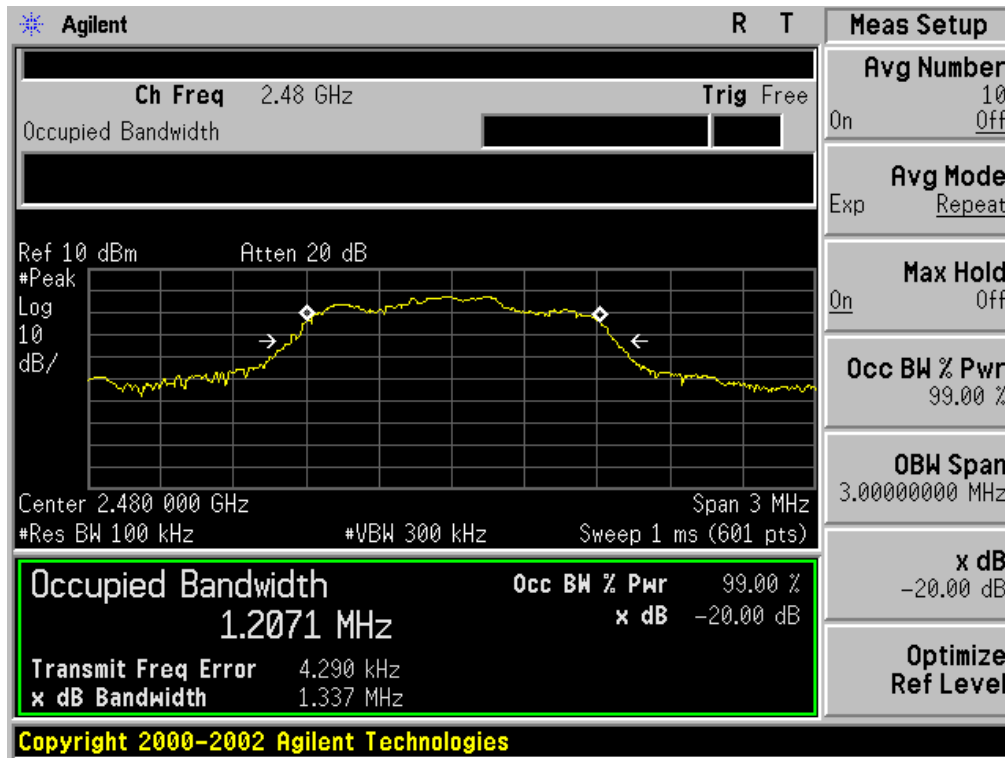 Agilent R T
Ch Freq 2.48 GHz Trig Free
Occupied Bandwidth
Ref 10 dBm Atten 20 dB
#Peak
Log
10
dB/
Center 2.480 000 GHz Span 3 MHz
#Res BW 100 kHz #VBW 300 kHz Sweep 1 ms (601 pts)
Occupied Bandwidth Occ BW % Pwr 99.00 %
1.2071 MHz x dB -20.00 dB
Transmit Freq Error 4.290 kHz
x dB Bandwidth 1.337 MHz
Copyright 2000-2002 Agilent Technologies
Meas Setup
Avg Number
10
On Off
Avg Mode
Exp Repeat
Max Hold
On Off
Occ BW % Pwr
99.00 %
OBW Span
3.00000000 MHz
x dB
-20.00 dB
Optimize
Ref Level